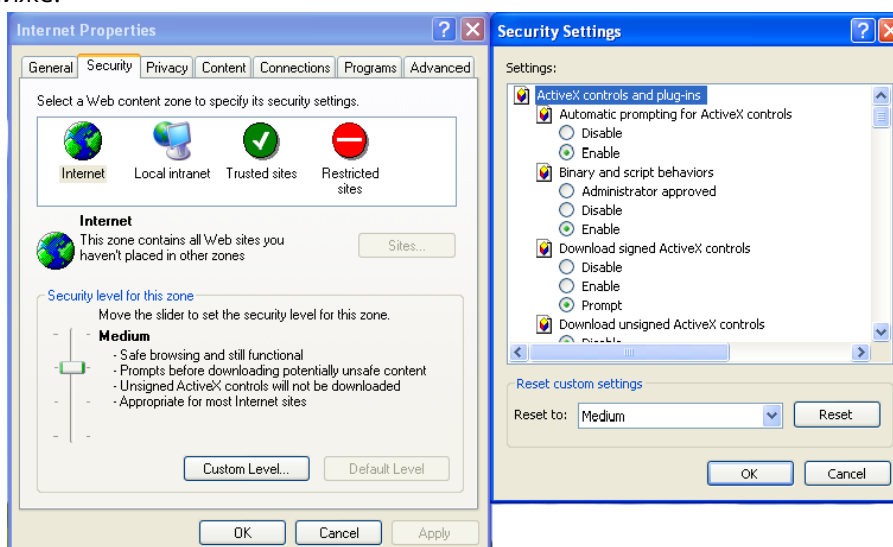 Internet Properties
General Security Privacy Content Connections Programs Advanced
Select a Web content zone to specify its security settings.
Internet Local intranet Trusted sites Restricted sites
Internet
This zone contains all Web sites you
haven't placed in other zones
Sites...
Security level for this zone
Move the slider to set the security level for this zone.
Medium
- Safe browsing and still functional
- Prompts before downloading potentially unsafe content
- Unsigned ActiveX controls will not be downloaded
- Appropriate for most Internet sites
Custom Level... Default Level
OK Cancel Apply
Security Settings
Settings:
ActiveX controls and plug-ins
Automatic prompting for ActiveX controls
Disable
Enable
Binary and script behaviors
Administrator approved
Disable
Enable
Download signed ActiveX controls
Disable
Enable
Prompt
Download unsigned ActiveX controls
Disable
Reset custom settings
Reset to: Medium Reset
OK Cancel